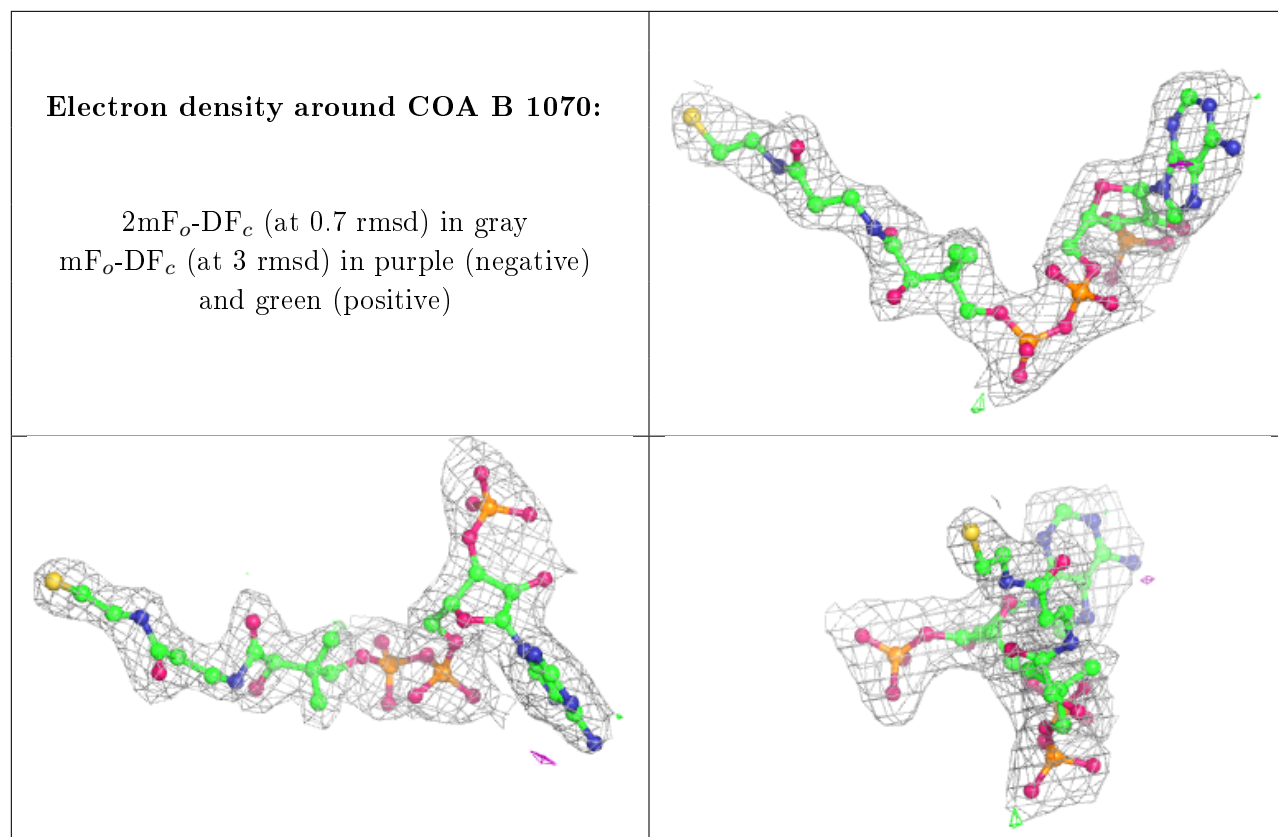 Electron density around COA B 1070:
2mFo-DFc (at 0.7 rmsd) in gray
mFo-DFc (at 3 rmsd) in purple (negative)
and green (positive)